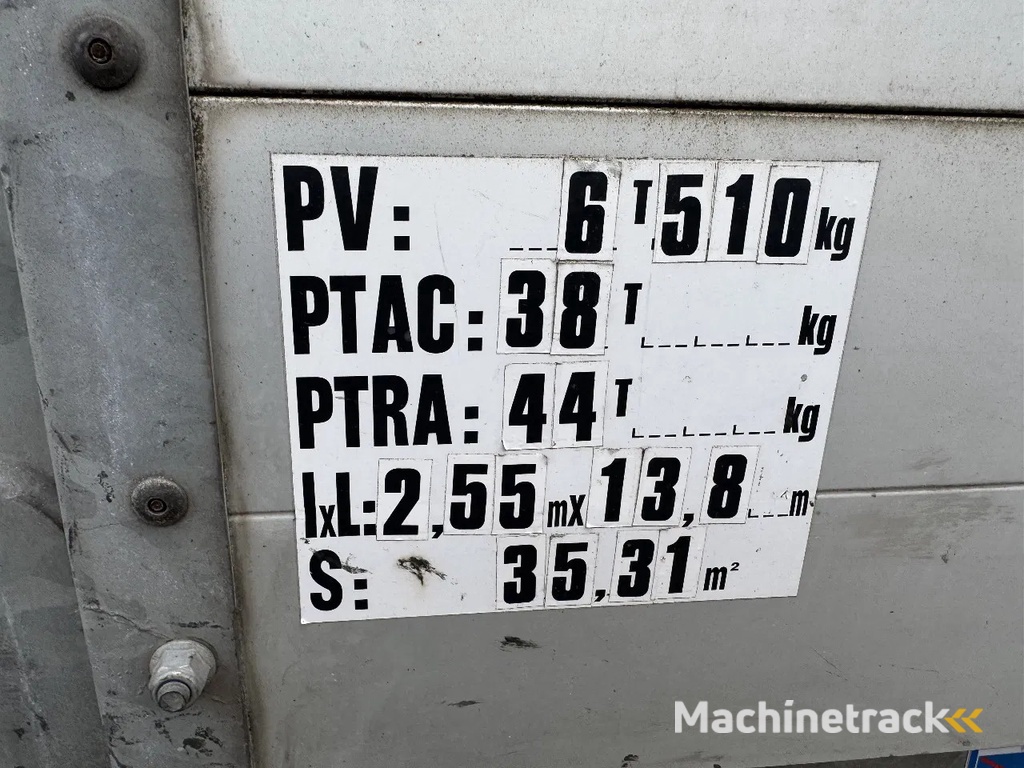 PV: 6 T 510 kg
PTAC: 38 T kg
PTRA: 44 T kg
lxL: 2,55 mx 13,8 m
S: 35,31 m²
Machinetrack